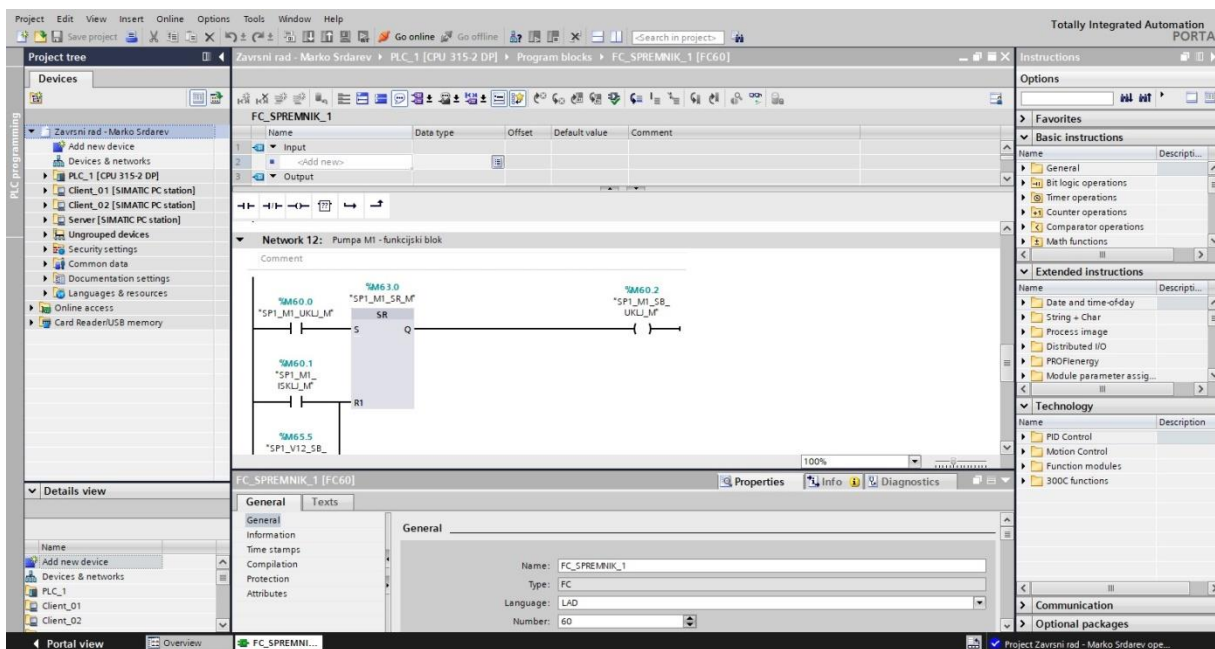 Project Edit View Insert Online Options Tools Window Help
Totally Integrated Automation
PORTA
Save project Go online Go offline <Search in project>
Project tree
Zavrsni rad - Marko Srdarev PLC_1 [CPU 315-2 DP] Program blocks FC_SPREMNIK_1 [FC60]
Instructions
Devices
Options
PLC programming
Zavrsni rad - Marko Srdarev
Add new device
Devices & networks
PLC_1 [CPU 315-2 DP]
Client_01 [SIMATIC PC station]
Client_02 [SIMATIC PC station]
Server [SIMATIC PC station]
Ungrouped devices
Security settings
Common data
Documentation settings
Languages & resources
Online access
Card Reader/USB memory
FC_SPREMNIK_1
Name Data type Offset Default value Comment
1 Input
2 <Add new>
3 Output
Network 12: Pumpa M1 - funkcijski blok
Comment
%M63.0
"SP1_M1_SR_M"
%M60.0
"SP1_M1_UKLJ_M"
SR
S Q
%M60.2
"SP1_M1_SB_
UKLJ_M"
%M60.1
"SP1_M1_
ISKLJ_M"
R1
%M65.5
"SP1_V12_SB_
100%
Favorites
Basic instructions
Name Descripti...
General
Bit logic operations
Timer operations
Counter operations
Comparator operations
Math functions
Extended instructions
Name Descripti...
Date and time-of-day
String + Char
Process image
Distributed I/O
PROFIenergy
Module parameter assig...
Technology
Name Description
PID Control
Motion Control
Function modules
300C functions
Communication
Optional packages
Details view
Name
Add new device
Devices & networks
PLC_1
Client_01
Client_02
FC_SPREMNIK_1 [FC60]
Properties Info Diagnostics
General Texts
General
Information
Time stamps
Compilation
Protection
Attributes
General
Name: FC_SPREMNIK_1
Type: FC
Language: LAD
Number: 60
Portal view Overview FC_SPREMNI...
Project Zavrsni rad - Marko Srdarev ope...